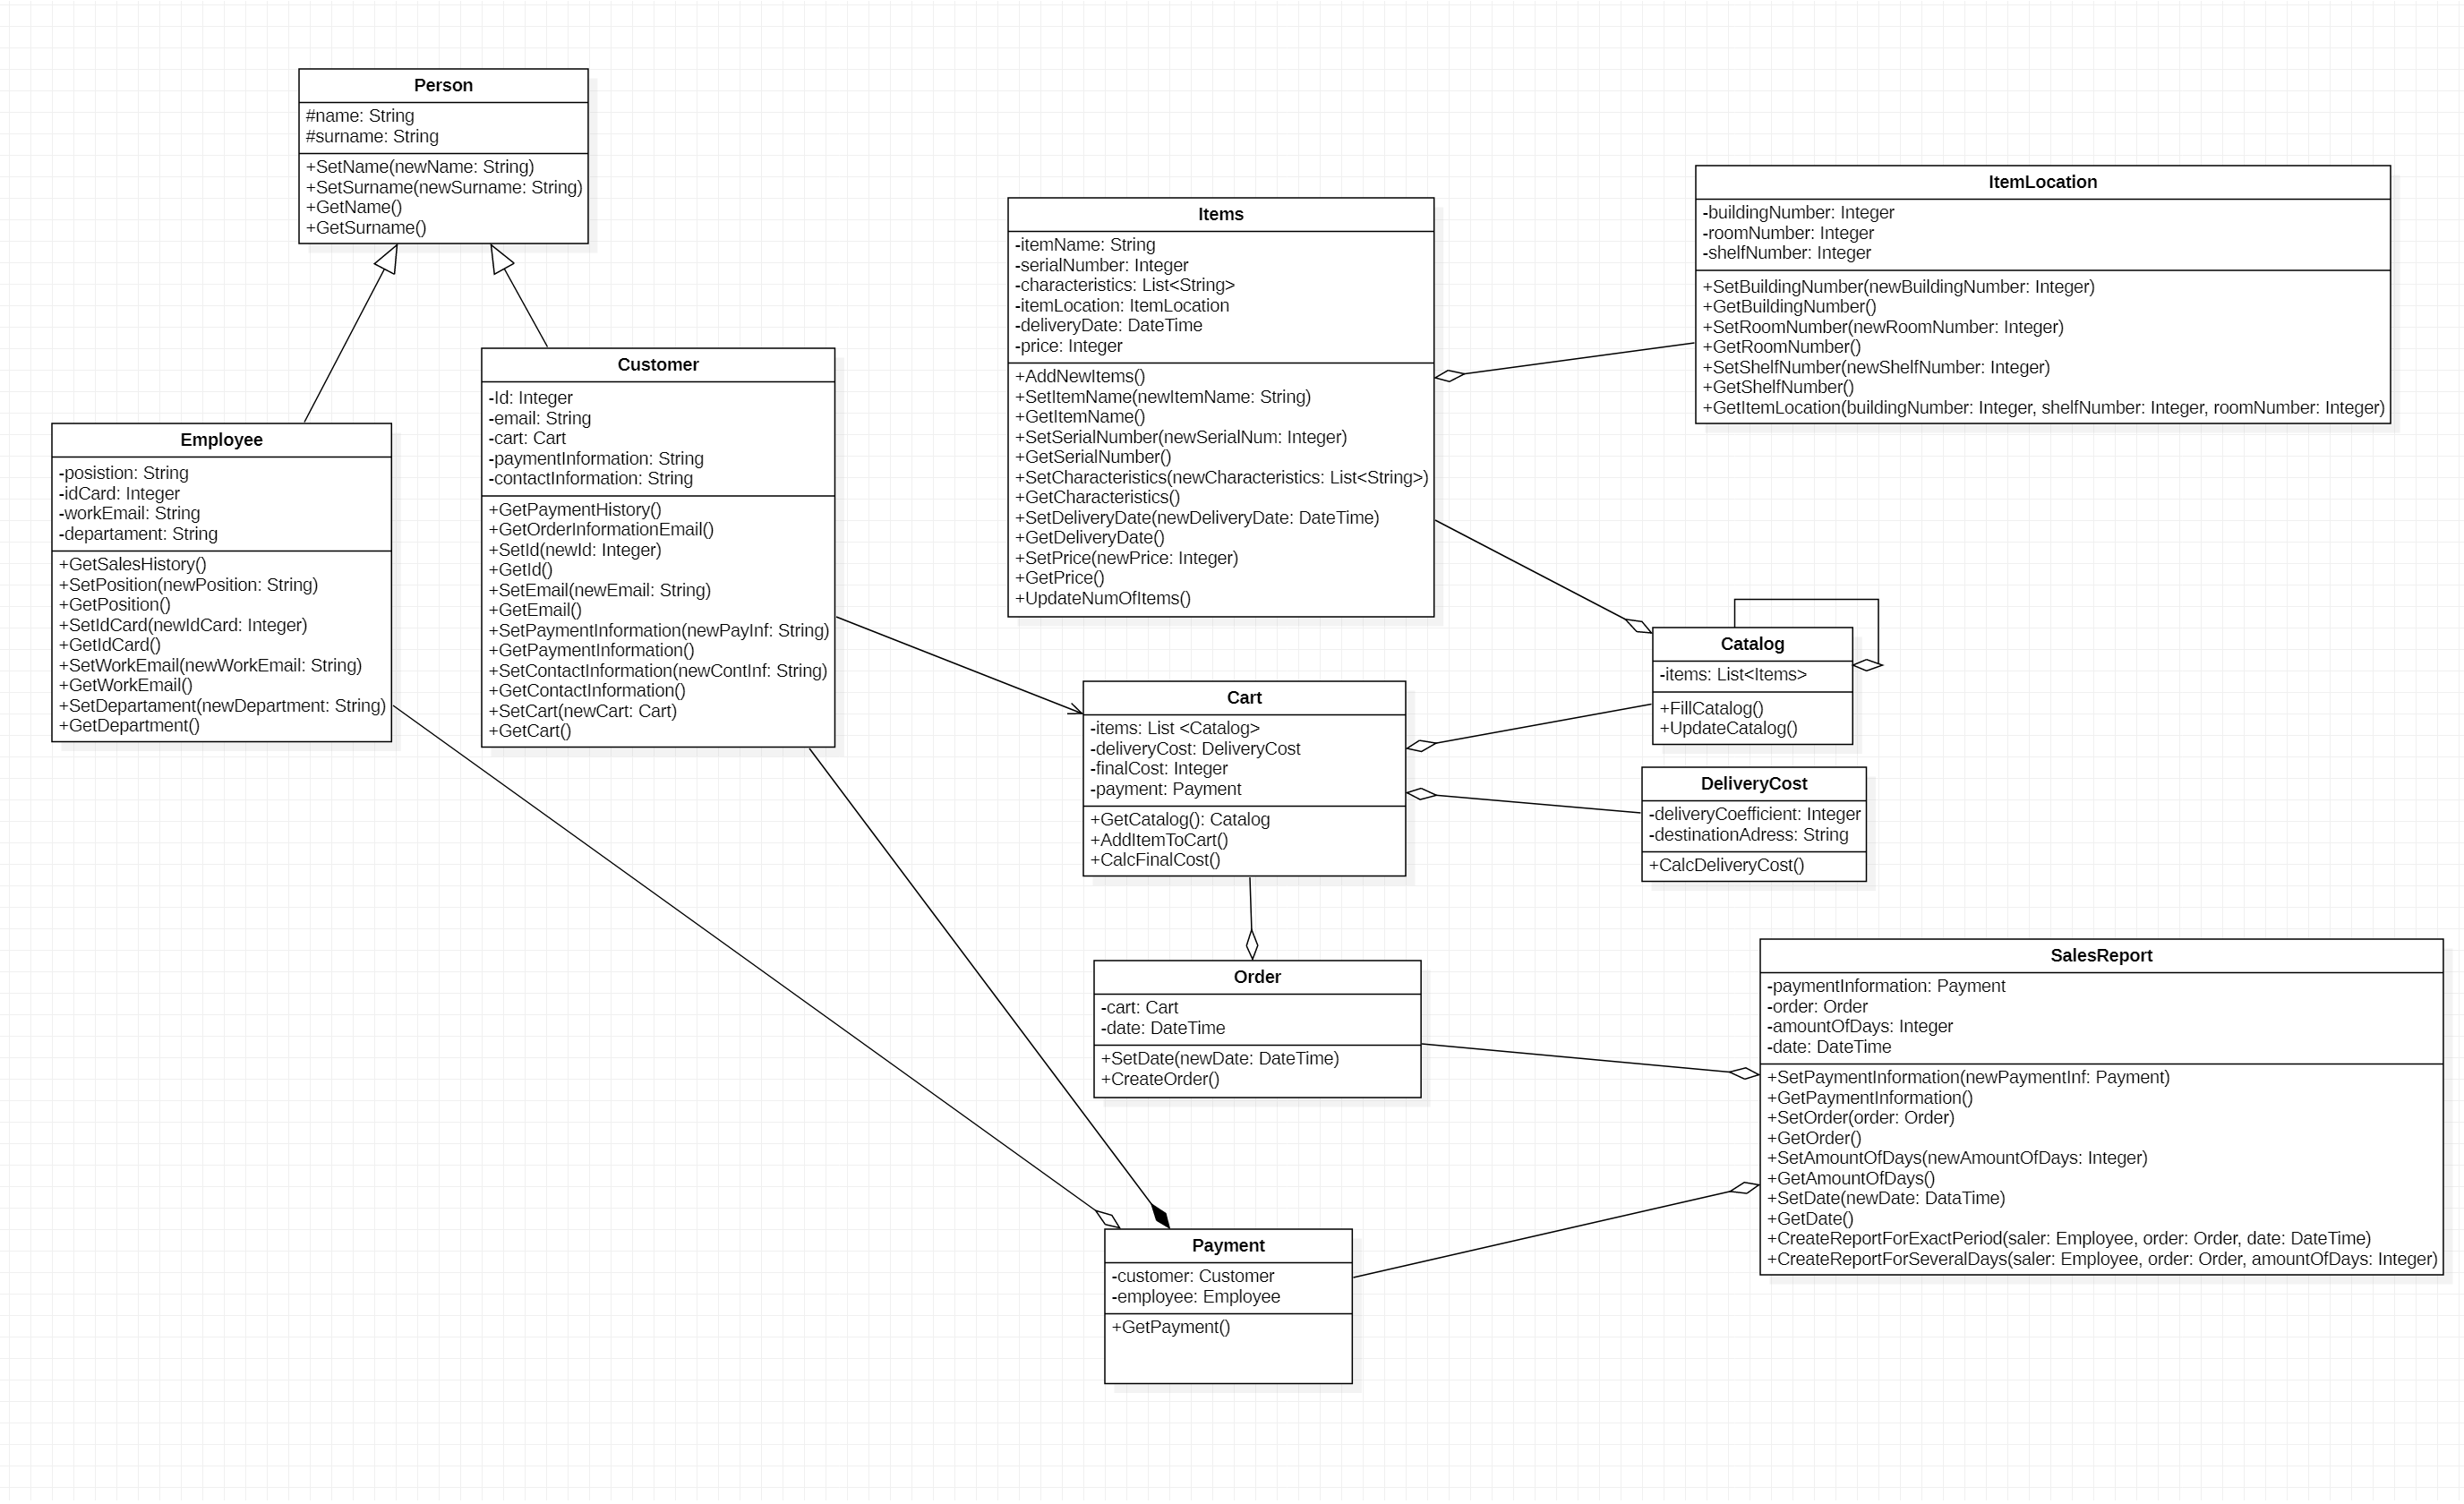 Person
#name: String
#surname: String
+SetName(newName: String)
+SetSurname(newSurname: String)
+GetName()
+GetSurname()
Employee
-posistion: String
-idCard: Integer
-workEmail: String
-departament: String
+GetSalesHistory()
+SetPosition(newPosition: String)
+GetPosition()
+SetIdCard(newIdCard: Integer)
+GetIdCard()
+SetWorkEmail(newWorkEmail: String)
+GetWorkEmail()
+SetDepartament(newDepartment: String)
+GetDepartment()
Customer
-Id: Integer
-email: String
-cart: Cart
-paymentInformation: String
-contactInformation: String
+GetPaymentHistory()
+GetOrderInformationEmail()
+SetId(newId: Integer)
+GetId()
+SetEmail(newEmail: String)
+GetEmail()
+SetPaymentInformation(newPayInf: String)
+GetPaymentInformation()
+SetContactInformation(newContInf: String)
+GetContactInformation()
+SetCart(newCart: Cart)
+GetCart()
Items
-itemName: String
-serialNumber: Integer
-characteristics: List<String>
-itemLocation: ItemLocation
-deliveryDate: DateTime
-price: Integer
+AddNewItems()
+SetItemName(newItemName: String)
+GetItemName()
+SetSerialNumber(newSerialNum: Integer)
+GetSerialNumber()
+SetCharacteristics(newCharacteristics: List<String>)
+GetCharacteristics()
+SetDeliveryDate(newDeliveryDate: DateTime)
+GetDeliveryDate()
+SetPrice(newPrice: Integer)
+GetPrice()
+UpdateNumOfItems()
ItemLocation
-buildingNumber: Integer
-roomNumber: Integer
-shelfNumber: Integer
+SetBuildingNumber(newBuildingNumber: Integer)
+GetBuildingNumber()
+SetRoomNumber(newRoomNumber: Integer)
+GetRoomNumber()
+SetShelfNumber(newShelfNumber: Integer)
+GetShelfNumber()
+GetItemLocation(buildingNumber: Integer, shelfNumber: Integer, roomNumber: Integer)
Catalog
-items: List<Items>
+FillCatalog()
+UpdateCatalog()
Cart
-items: List <Catalog>
-deliveryCost: DeliveryCost
-finalCost: Integer
-payment: Payment
+GetCatalog(): Catalog
+AddItemToCart()
+CalcFinalCost()
DeliveryCost
-deliveryCoefficient: Integer
-destinationAdress: String
+CalcDeliveryCost()
Order
-cart: Cart
-date: DateTime
+SetDate(newDate: DateTime)
+CreateOrder()
SalesReport
-paymentInformation: Payment
-order: Order
-amountOfDays: Integer
-date: DateTime
+SetPaymentInformation(newPaymentInf: Payment)
+GetPaymentInformation()
+SetOrder(order: Order)
+GetOrder()
+SetAmountOfDays(newAmountOfDays: Integer)
+GetAmountOfDays()
+SetDate(newDate: DataTime)
+GetDate()
+CreateReportForExactPeriod(saler: Employee, order: Order, date: DateTime)
+CreateReportForSeveralDays(saler: Employee, order: Order, amountOfDays: Integer)
Payment
-customer: Customer
-employee: Employee
+GetPayment()